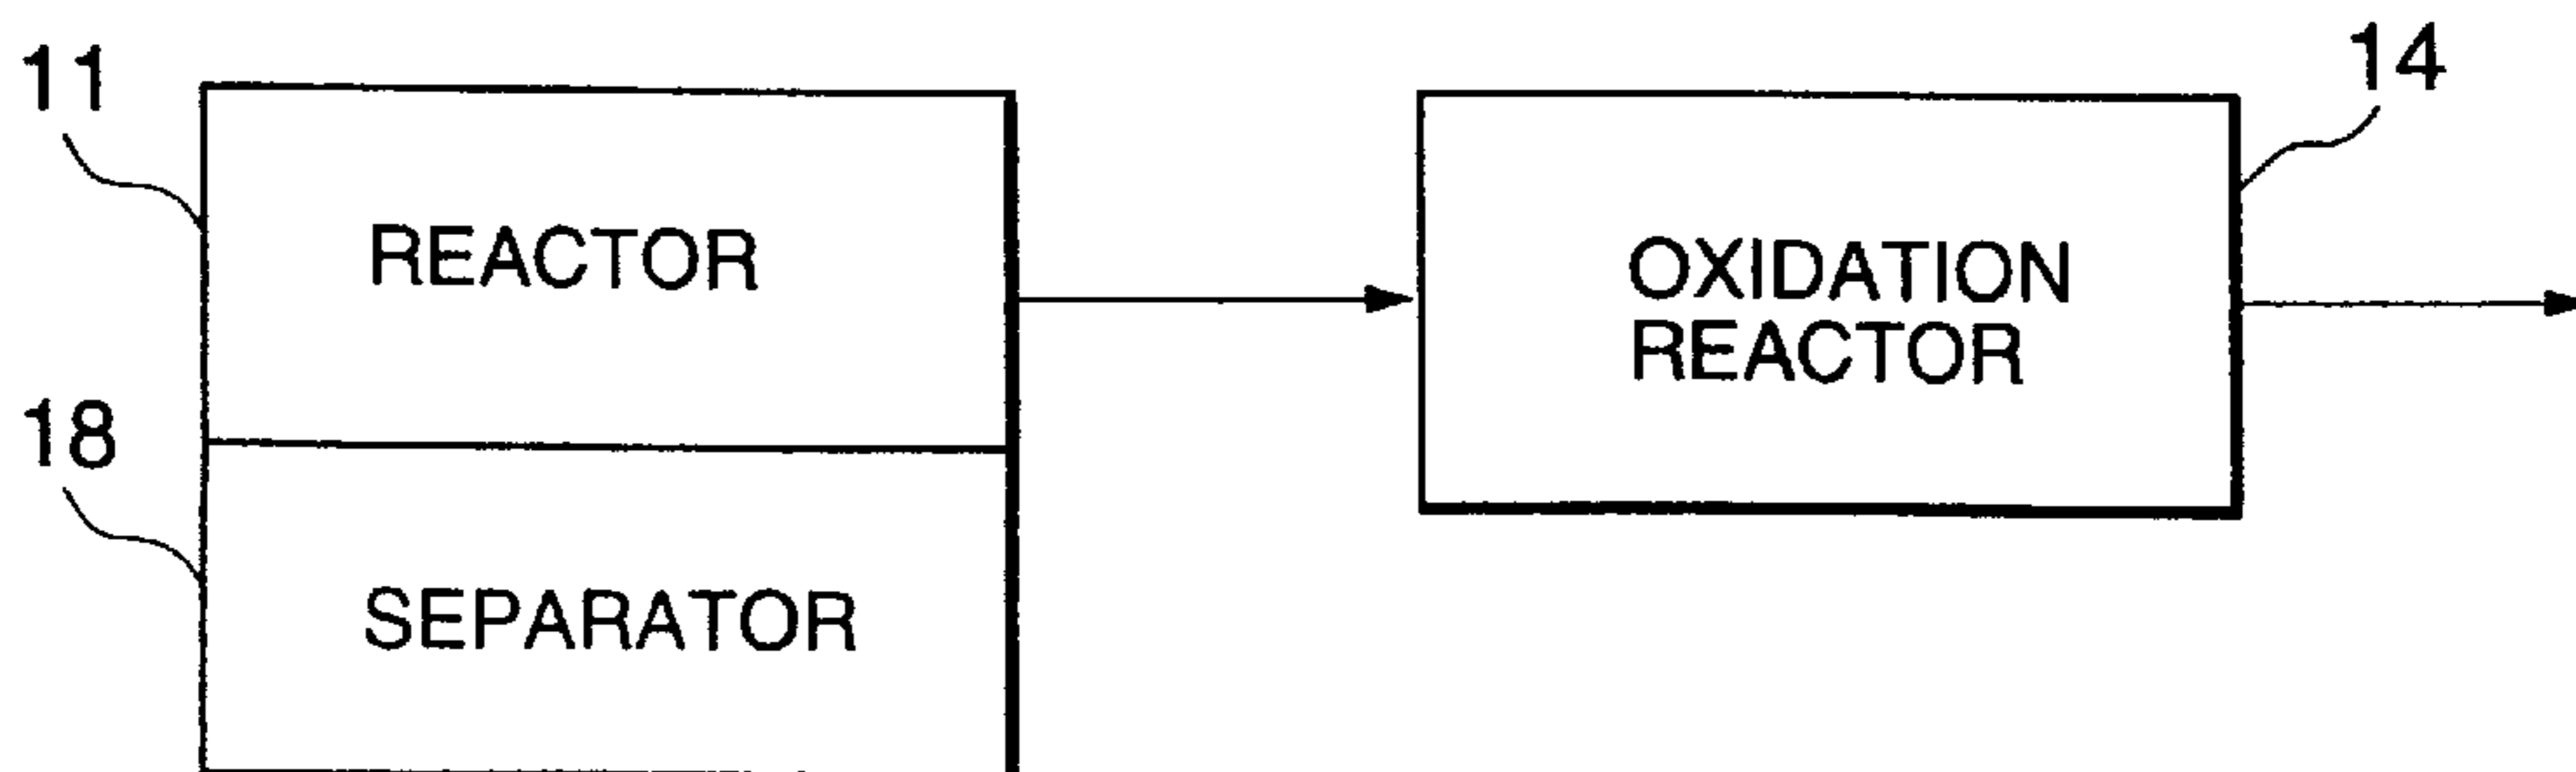 11
REACTOR
18
SEPARATOR
14
OXIDATION
REACTOR